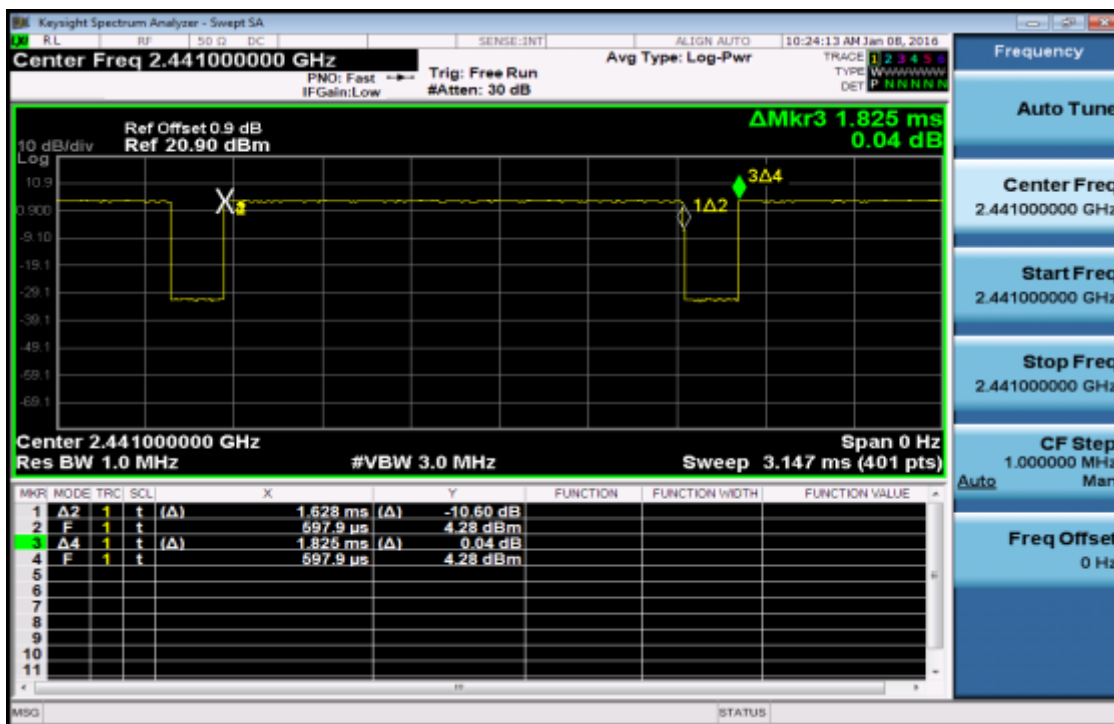 Keysight Spectrum Analyzer - Swept SA
RL RF 50 Ω DC SENSE:INT ALIGN AUTO 10:24:13 AM Jan 08, 2016
Center Freq 2.441000000 GHz
PNO: Fast
IFGain:Low
Trig: Free Run
#Atten: 30 dB
Avg Type: Log-Pwr
TRACE 1 2 3 4 5 6
TYPE WWWWWW
DET P NNNNN
ΔMkr3 1.825 ms
0.04 dB
Ref Offset 0.9 dB
10 dB/div Ref 20.90 dBm
Log
10.9
0.900
-9.10
-19.1
-29.1
-39.1
-49.1
-59.1
-69.1
X
3Δ4
1Δ2
Center 2.441000000 GHz Span 0 Hz
Res BW 1.0 MHz #VBW 3.0 MHz Sweep 3.147 ms (401 pts)
MKR MODE TRC SCL X Y FUNCTION FUNCTION WIDTH FUNCTION VALUE
1 Δ2 1 t (Δ) 1.628 ms (Δ) -10.60 dB
2 F 1 t 597.9 µs 4.28 dBm
3 Δ4 1 t (Δ) 1.825 ms (Δ) 0.04 dB
4 F 1 t 597.9 µs 4.28 dBm
5
6
7
8
9
10
11
MSG STATUS
Frequency
Auto Tune
Center Freq
2.441000000 GHz
Start Freq
2.441000000 GHz
Stop Freq
2.441000000 GHz
CF Step
1.000000 MHz
Auto Man
Freq Offset
0 Hz